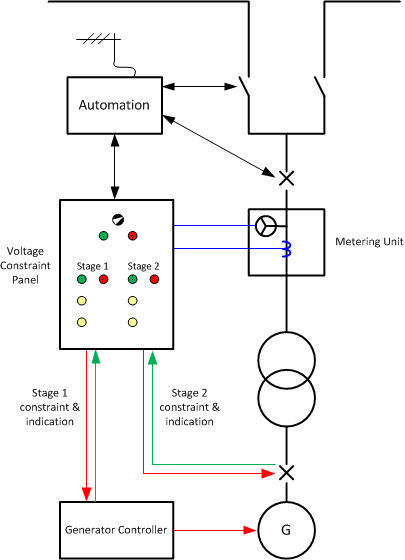 Automation
Metering Unit
Voltage
Constraint
Panel
Stage 1
Stage 2
Stage 1
constraint &
indication
Stage 2
constraint &
indication
Generator Controller
G